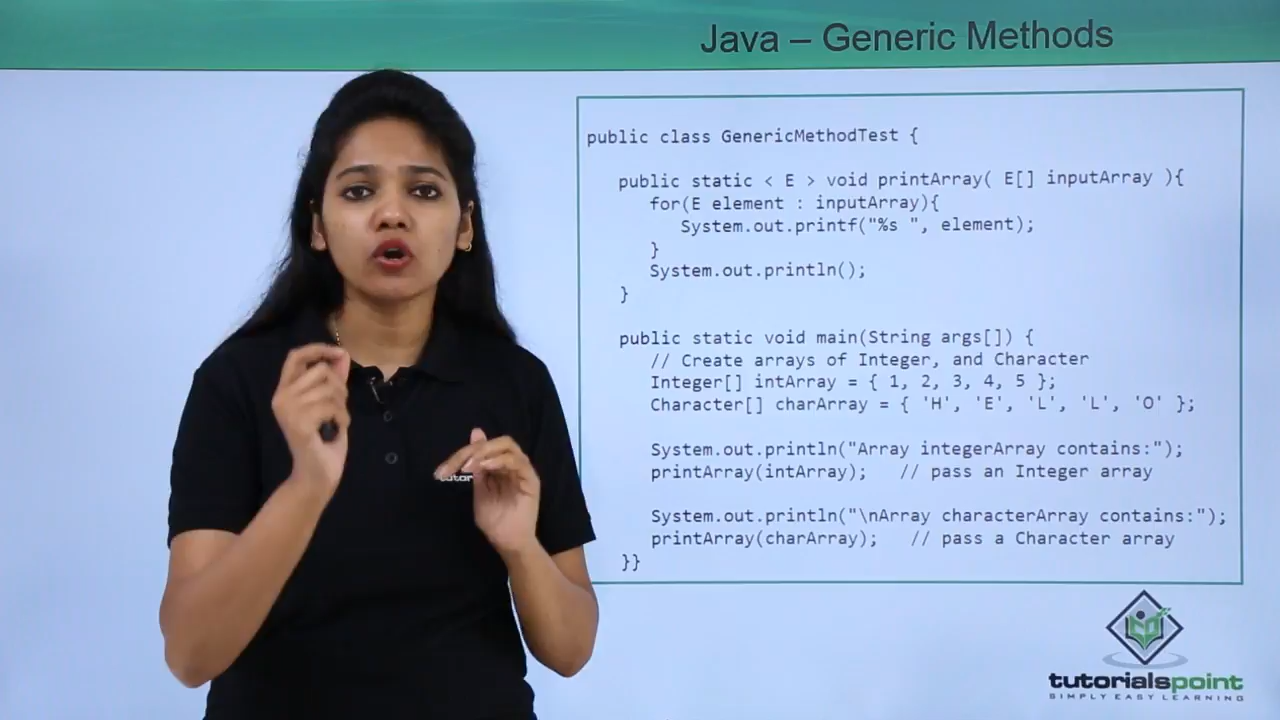 Java – Generic Methods
public class GenericMethodTest {
public static < E > void printArray( E[] inputArray ){
for(E element : inputArray){
System.out.printf("%s ", element);
}
System.out.println();
}
public static void main(String args[]) {
// Create arrays of Integer, and Character
Integer[] intArray = { 1, 2, 3, 4, 5 };
Character[] charArray = { 'H', 'E', 'L', 'L', 'O' };
System.out.println("Array integerArray contains:");
printArray(intArray);   // pass an Integer array
System.out.println("\nArray characterArray contains:");
printArray(charArray);   // pass a Character array
}}
tutorialspoint
SIMPLY EASY LEARNING